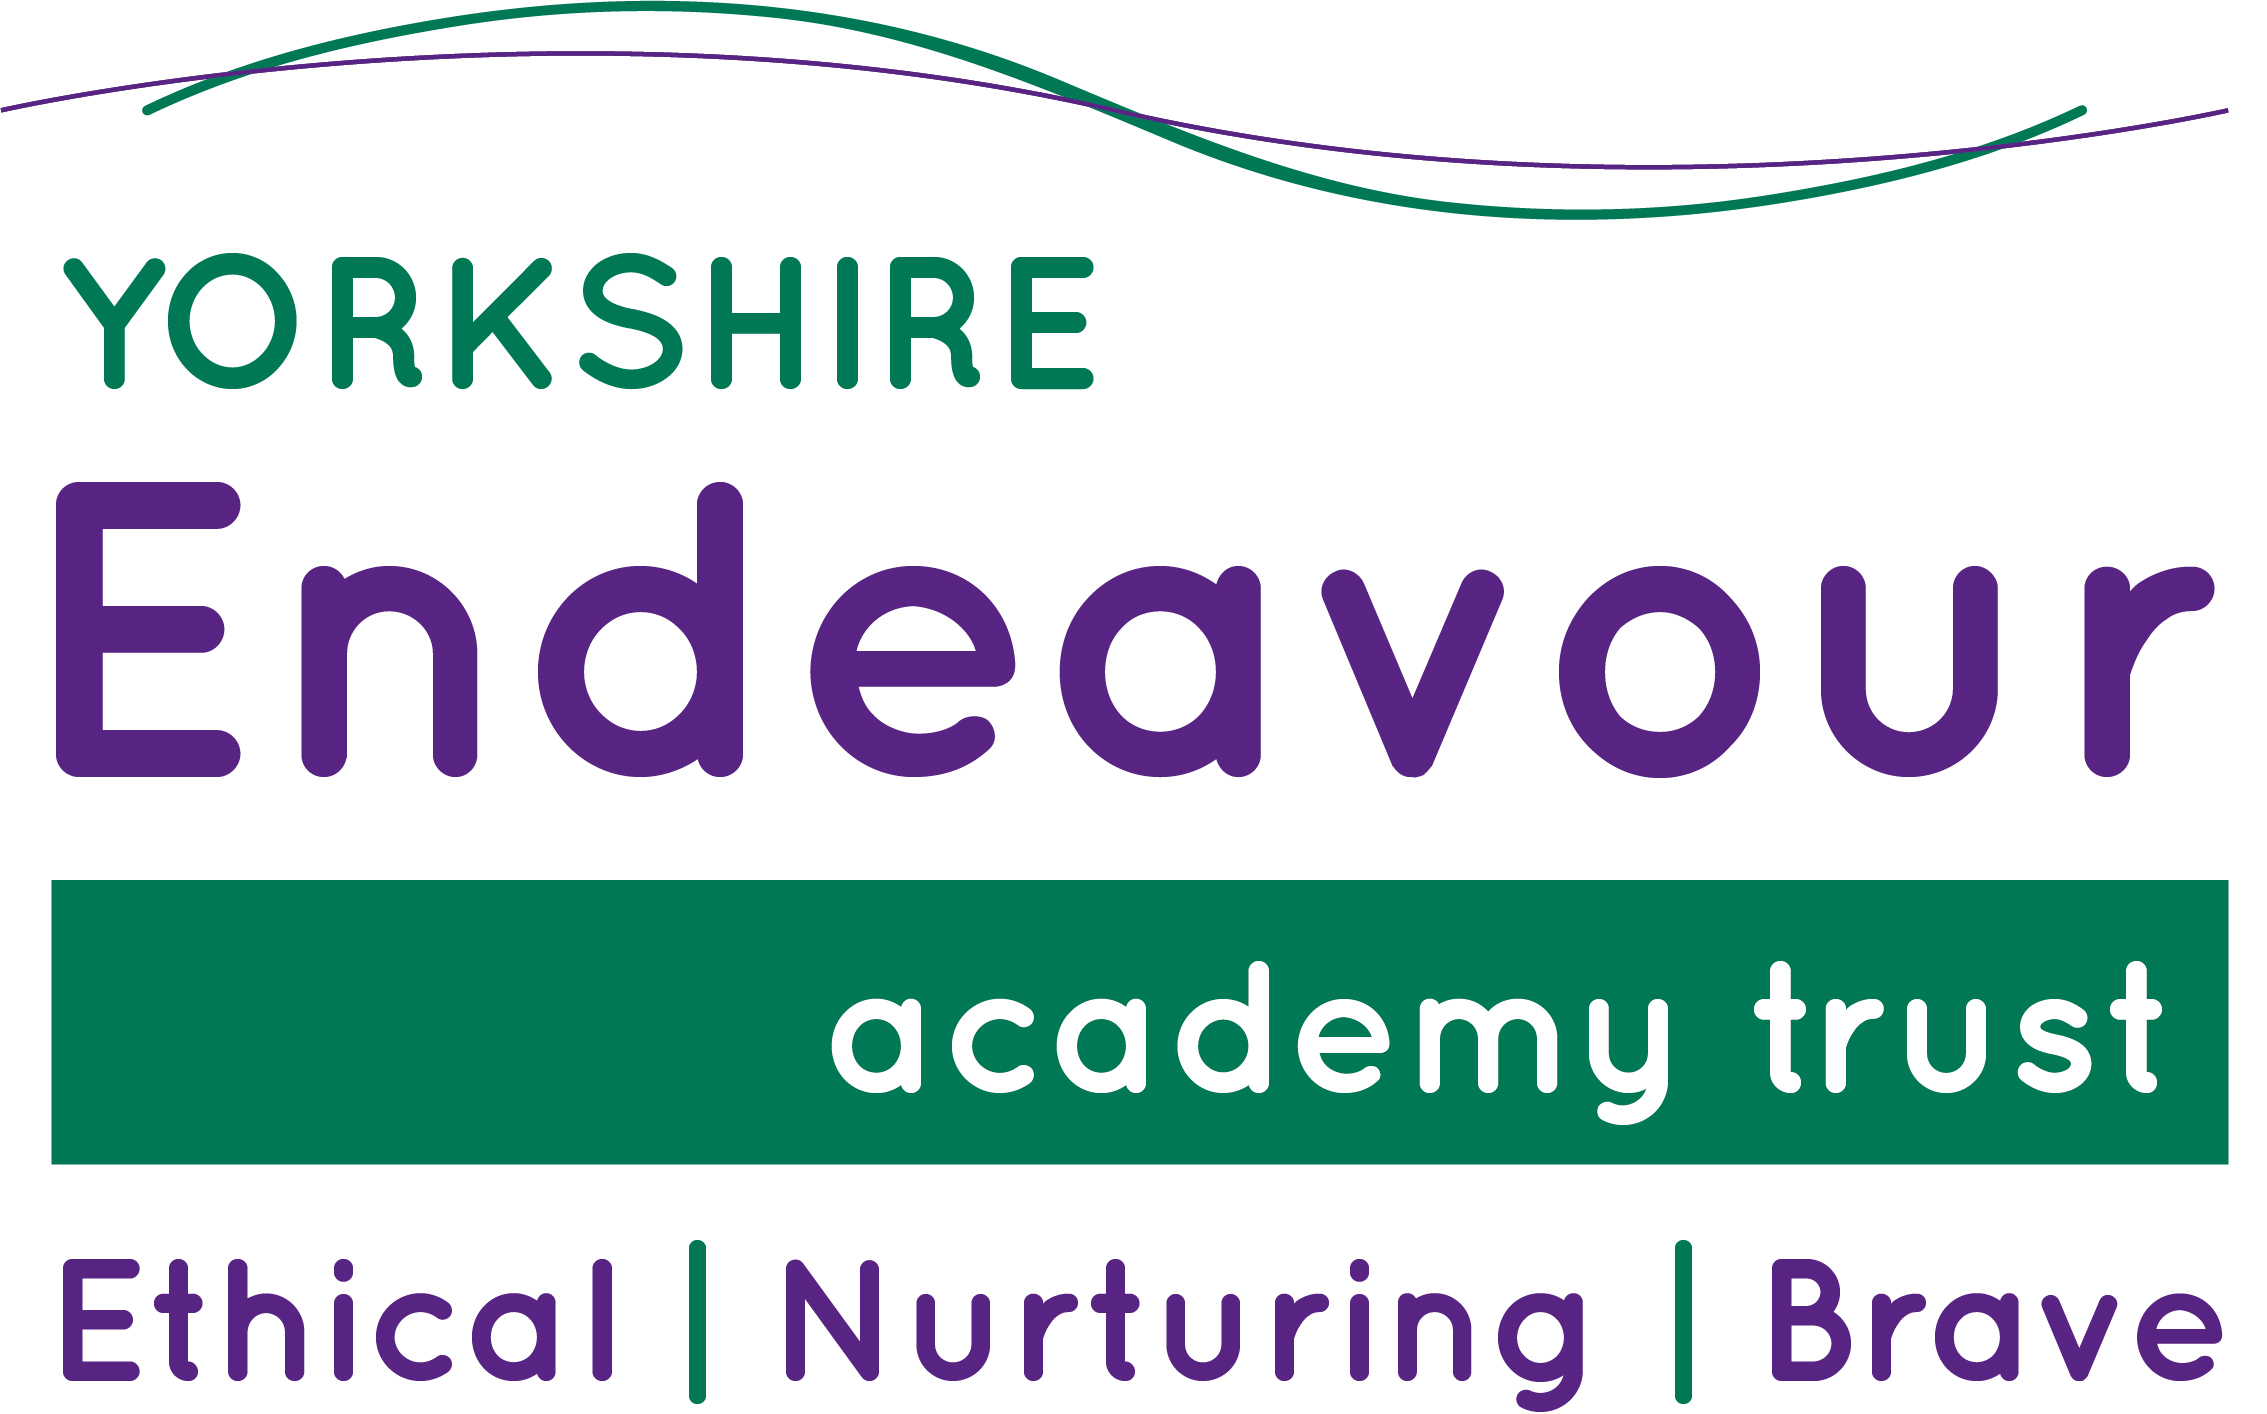 YORKSHIRE
Endeavour
academy trust
Ethical | Nurturing | Brave